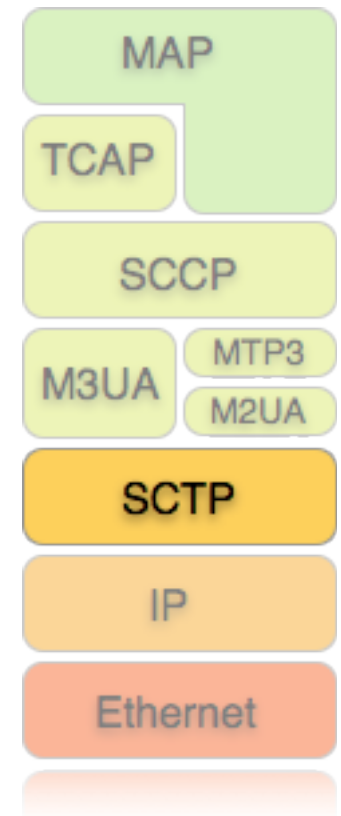 MAP
TCAP
SCCP
M3UA
MTP3
M2UA
SCTP
IP
Ethernet